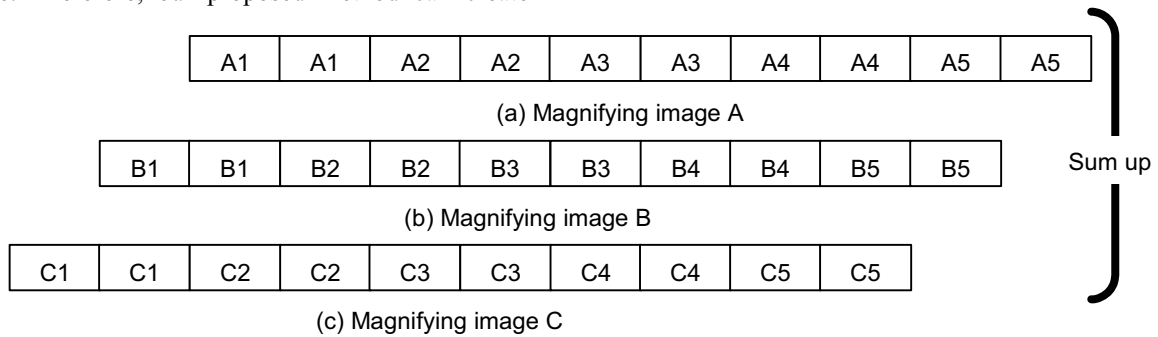 A1 A1 A2 A2 A3 A3 A4 A4 A5 A5
(a) Magnifying image A
B1 B1 B2 B2 B3 B3 B4 B4 B5 B5
Sum up
(b) Magnifying image B
C1 C1 C2 C2 C3 C3 C4 C4 C5 C5
(c) Magnifying image C